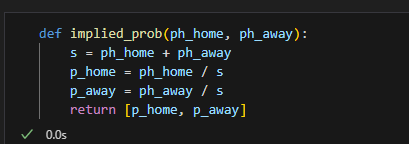 def implied_prob(ph_home, ph_away):
    s = ph_home + ph_away
    p_home = ph_home / s
    p_away = ph_away / s
    return [p_home, p_away]
✓ 0.0s